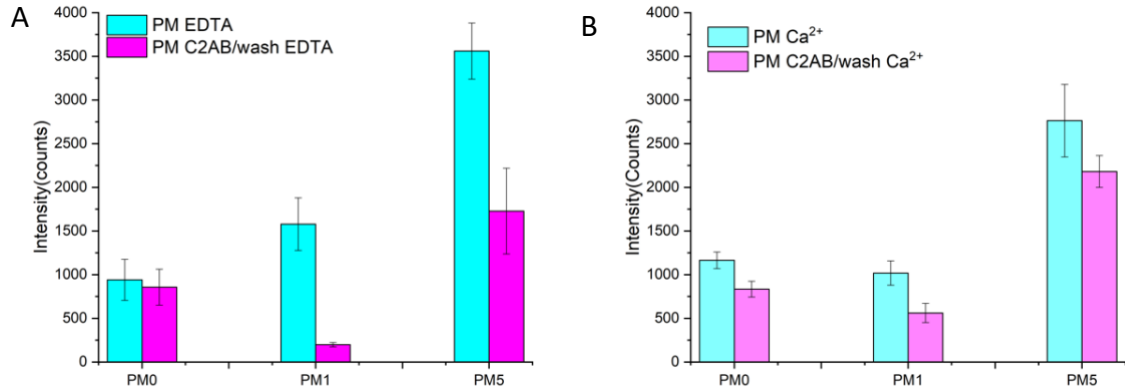 A
PM EDTA
PM C2AB/wash EDTA
Intensity(counts)
4000
3500
3000
2500
2000
1500
1000
500
0
PM0
PM1
PM5
B
PM Ca²⁺
PM C2AB/wash Ca²⁺
Intensity(Counts)
4000
3500
3000
2500
2000
1500
1000
500
0
PM0
PM1
PM5